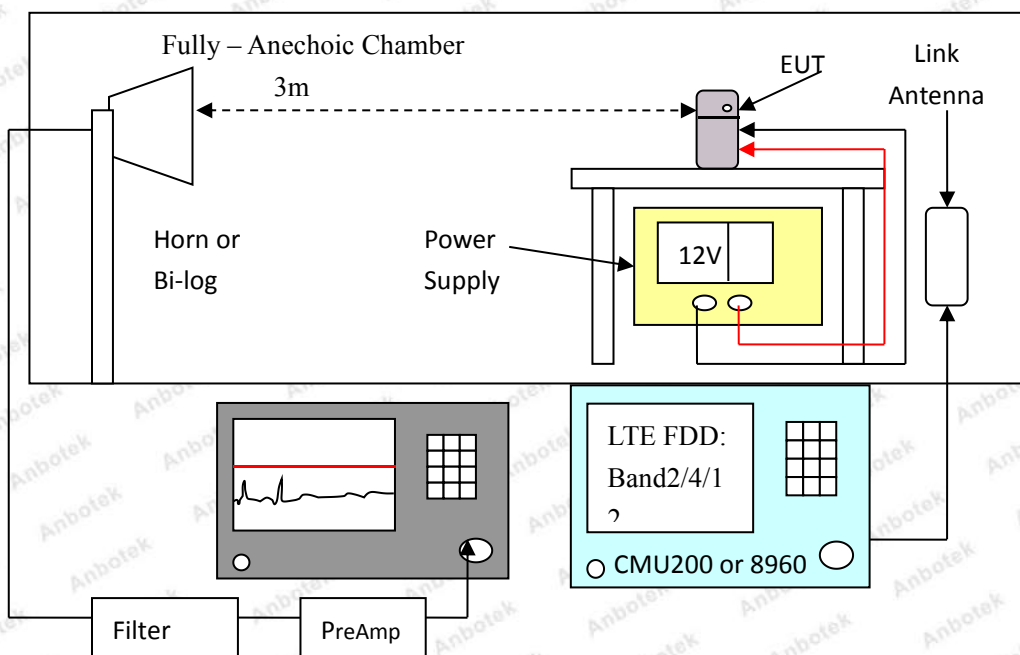 Fully – Anechoic Chamber
3m
EUT
Link
Antenna
Horn or
Bi-log
Power
Supply
12V
LTE FDD:
Band2/4/1
2
CMU200 or 8960
Filter
PreAmp
Anbotek